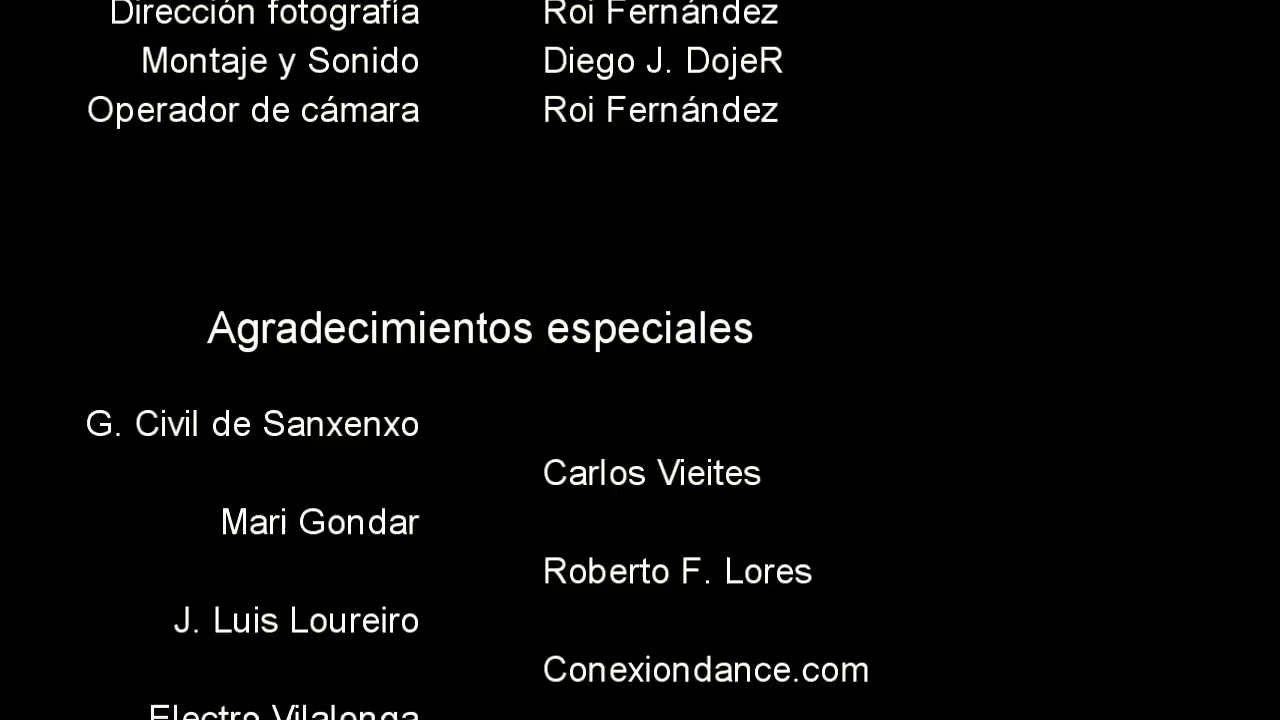 Dirección fotografía Roi Fernández
Montaje y Sonido Diego J. DojeR
Operador de cámara Roi Fernández
Agradecimientos especiales
G. Civil de Sanxenxo
Carlos Vieites
Mari Gondar
Roberto F. Lores
J. Luis Loureiro
Conexiondance.com
Electro Vilalonga